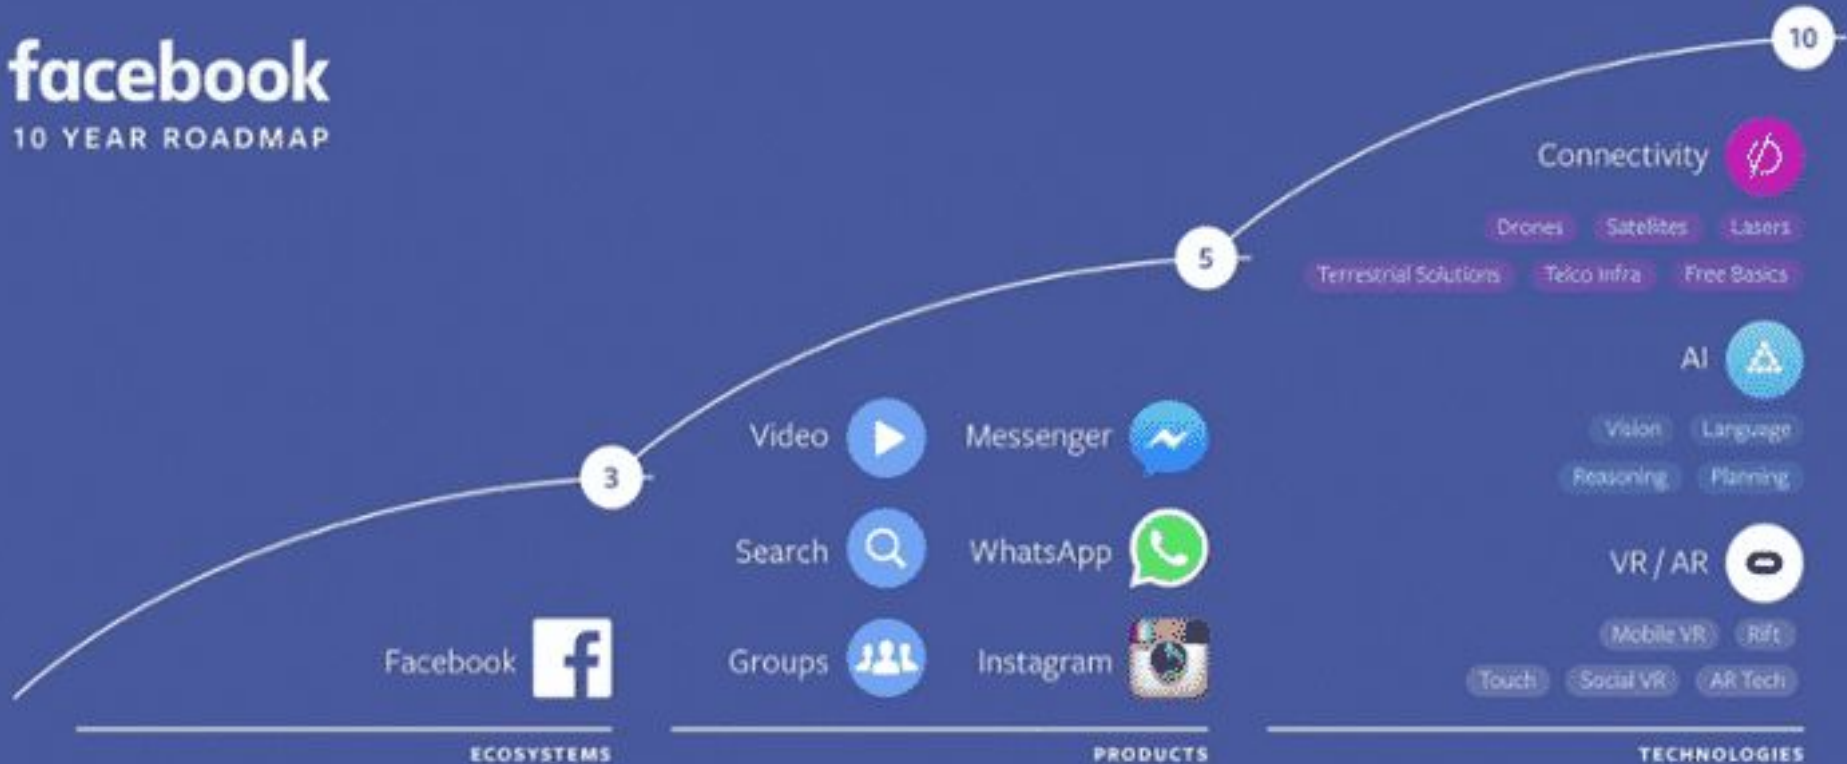 facebook
10 YEAR ROADMAP
3
5
10
Facebook
ECOSYSTEMS
Video
Messenger
Search
WhatsApp
Groups
Instagram
PRODUCTS
Connectivity
Drones Satellites Lasers
Terrestrial Solutions Telco Infra Free Basics
AI
Vision Language
Reasoning Planning
VR / AR
Mobile VR Rift
Touch Social VR AR Tech
TECHNOLOGIES